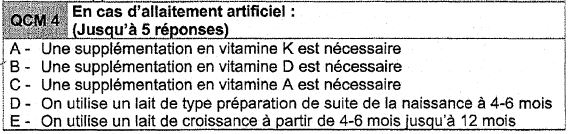 QCM 4
En cas d'allaitement artificiel :
(Jusqu'à 5 réponses)
A - Une supplémentation en vitamine K est nécessaire
B - Une supplémentation en vitamine D est nécessaire
C - Une supplémentation en vitamine A est nécessaire
D - On utilise un lait de type préparation de suite de la naissance à 4-6 mois
E - On utilise un lait de croissance à partir de 4-6 mois jusqu'à 12 mois